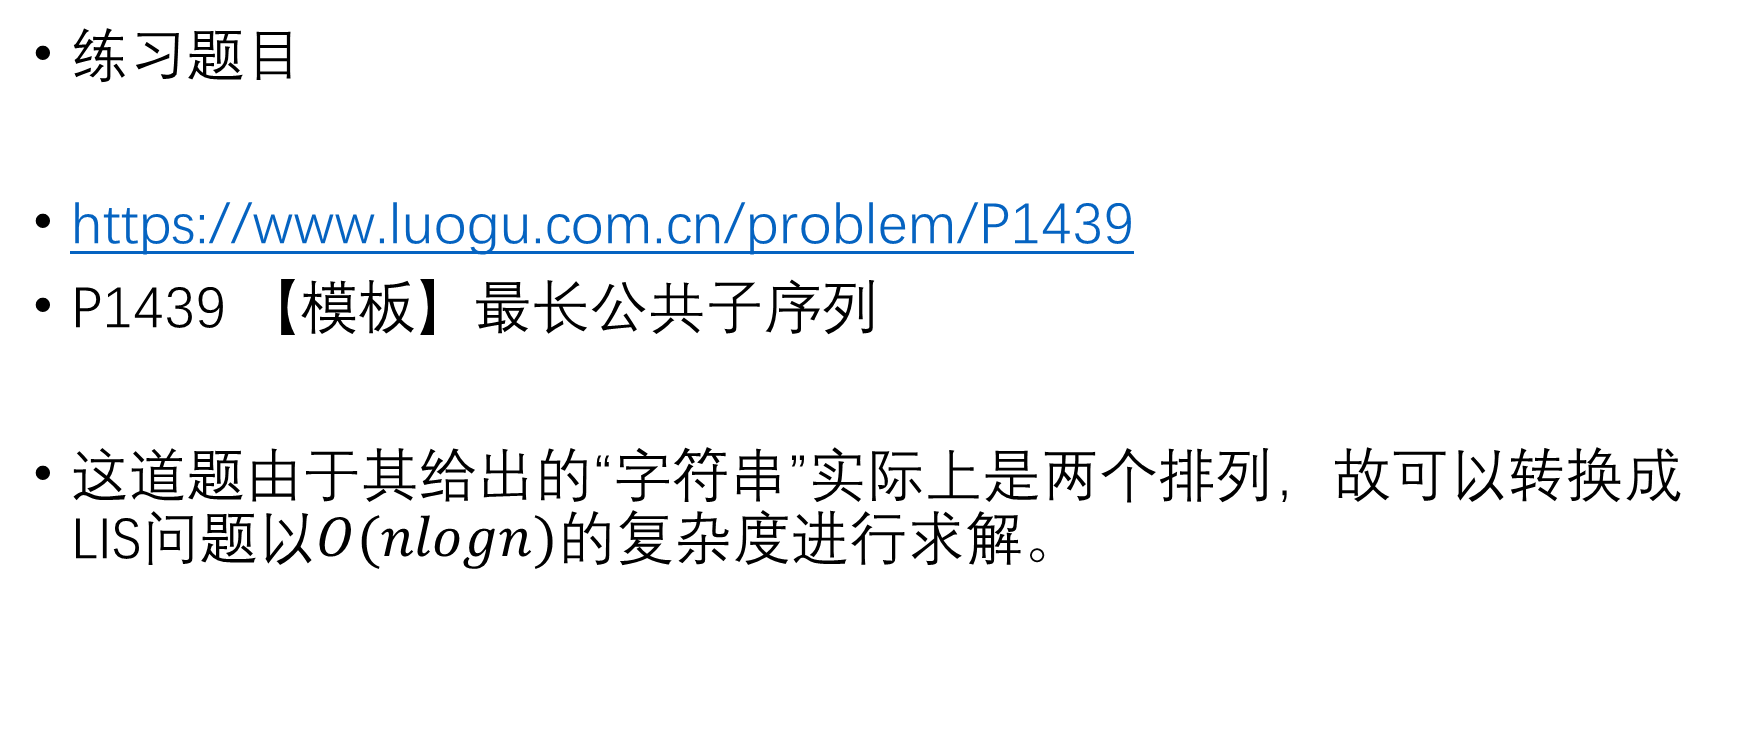 • 练习题目
• https://www.luogu.com.cn/problem/P1439
• P1439 【模板】最长公共子序列
• 这道题由于其给出的“字符串”实际上是两个排列，故可以转换成
LIS问题以O(nlogn)的复杂度进行求解。